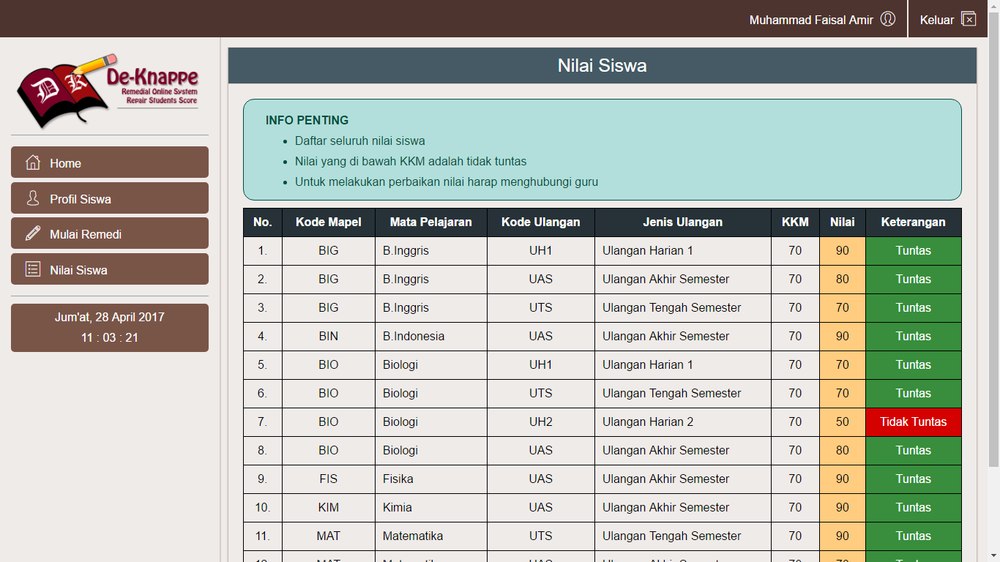 Muhammad Faisal Amir Keluar
DK
De-Knappe
Remedial Online System
Repair Students Score
Home
Profil Siswa
Mulai Remedi
Nilai Siswa
Jum'at, 28 April 2017
11 : 03 : 21
Nilai Siswa
INFO PENTING
• Daftar seluruh nilai siswa
• Nilai yang di bawah KKM adalah tidak tuntas
• Untuk melakukan perbaikan nilai harap menghubungi guru
No. Kode Mapel Mata Pelajaran Kode Ulangan Jenis Ulangan KKM Nilai Keterangan
1. BIG B.Inggris UH1 Ulangan Harian 1 70 90 Tuntas
2. BIG B.Inggris UAS Ulangan Akhir Semester 70 80 Tuntas
3. BIG B.Inggris UTS Ulangan Tengah Semester 70 70 Tuntas
4. BIN B.Indonesia UAS Ulangan Akhir Semester 70 90 Tuntas
5. BIO Biologi UH1 Ulangan Harian 1 70 70 Tuntas
6. BIO Biologi UTS Ulangan Tengah Semester 70 70 Tuntas
7. BIO Biologi UH2 Ulangan Harian 2 70 50 Tidak Tuntas
8. BIO Biologi UAS Ulangan Akhir Semester 70 80 Tuntas
9. FIS Fisika UAS Ulangan Akhir Semester 70 90 Tuntas
10. KIM Kimia UAS Ulangan Akhir Semester 70 90 Tuntas
11. MAT Matematika UTS Ulangan Tengah Semester 70 90 Tuntas